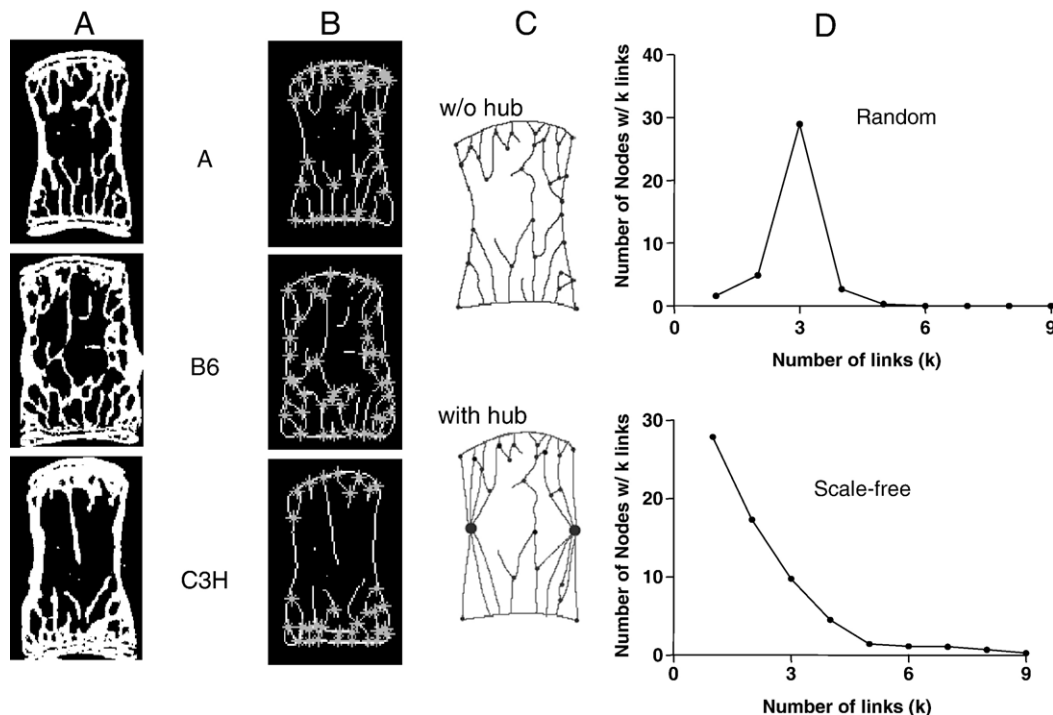 A
B
C
D
A
B6
C3H
w/o hub
with hub
Number of Nodes w/ k links
40
30
20
10
0
Random
0
3
6
9
Number of links (k)
Number of Nodes w/ k links
30
20
10
0
Scale-free
0
3
6
9
Number of links (k)